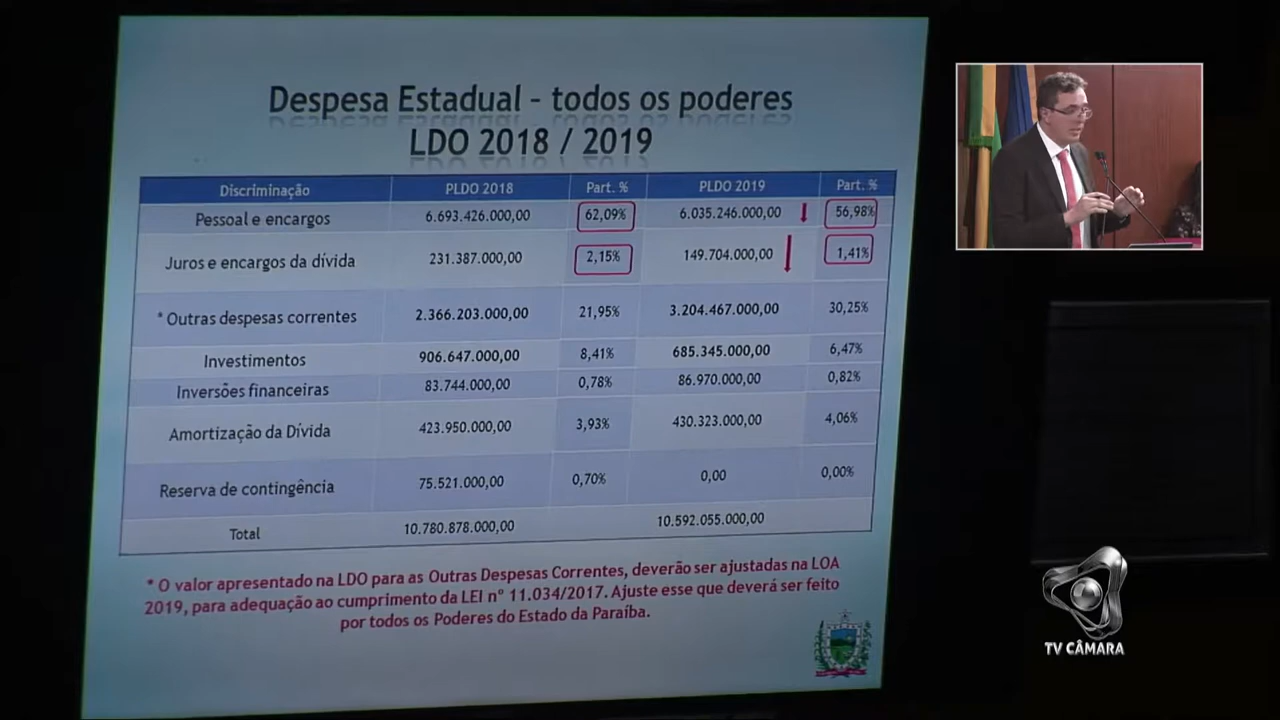 Despesa Estadual - todos os poderes
LDO 2018 / 2019
Discriminação PLDO 2018 Part. % PLDO 2019 Part. %
Pessoal e encargos 6.693.426.000,00 62,09% 6.035.246.000,00 56,98%
Juros e encargos da dívida 231.387.000,00 2,15% 149.704.000,00 1,41%
* Outras despesas correntes 2.366.203.000,00 21,95% 3.204.467.000,00 30,25%
Investimentos 906.647.000,00 8,41% 685.345.000,00 6,47%
Inversões financeiras 83.744.000,00 0,78% 86.970.000,00 0,82%
Amortização da Dívida 423.950.000,00 3,93% 430.323.000,00 4,06%
Reserva de contingência 75.521.000,00 0,70% 0,00 0,00%
Total 10.780.878.000,00 10.592.055.000,00
* O valor apresentado na LDO para as Outras Despesas Correntes, deverão ser ajustadas na LOA
2019, para adequação ao cumprimento da LEI nº 11.034/2017. Ajuste esse que deverá ser feito
por todos os Poderes do Estado da Paraíba.
TV CÂMARA